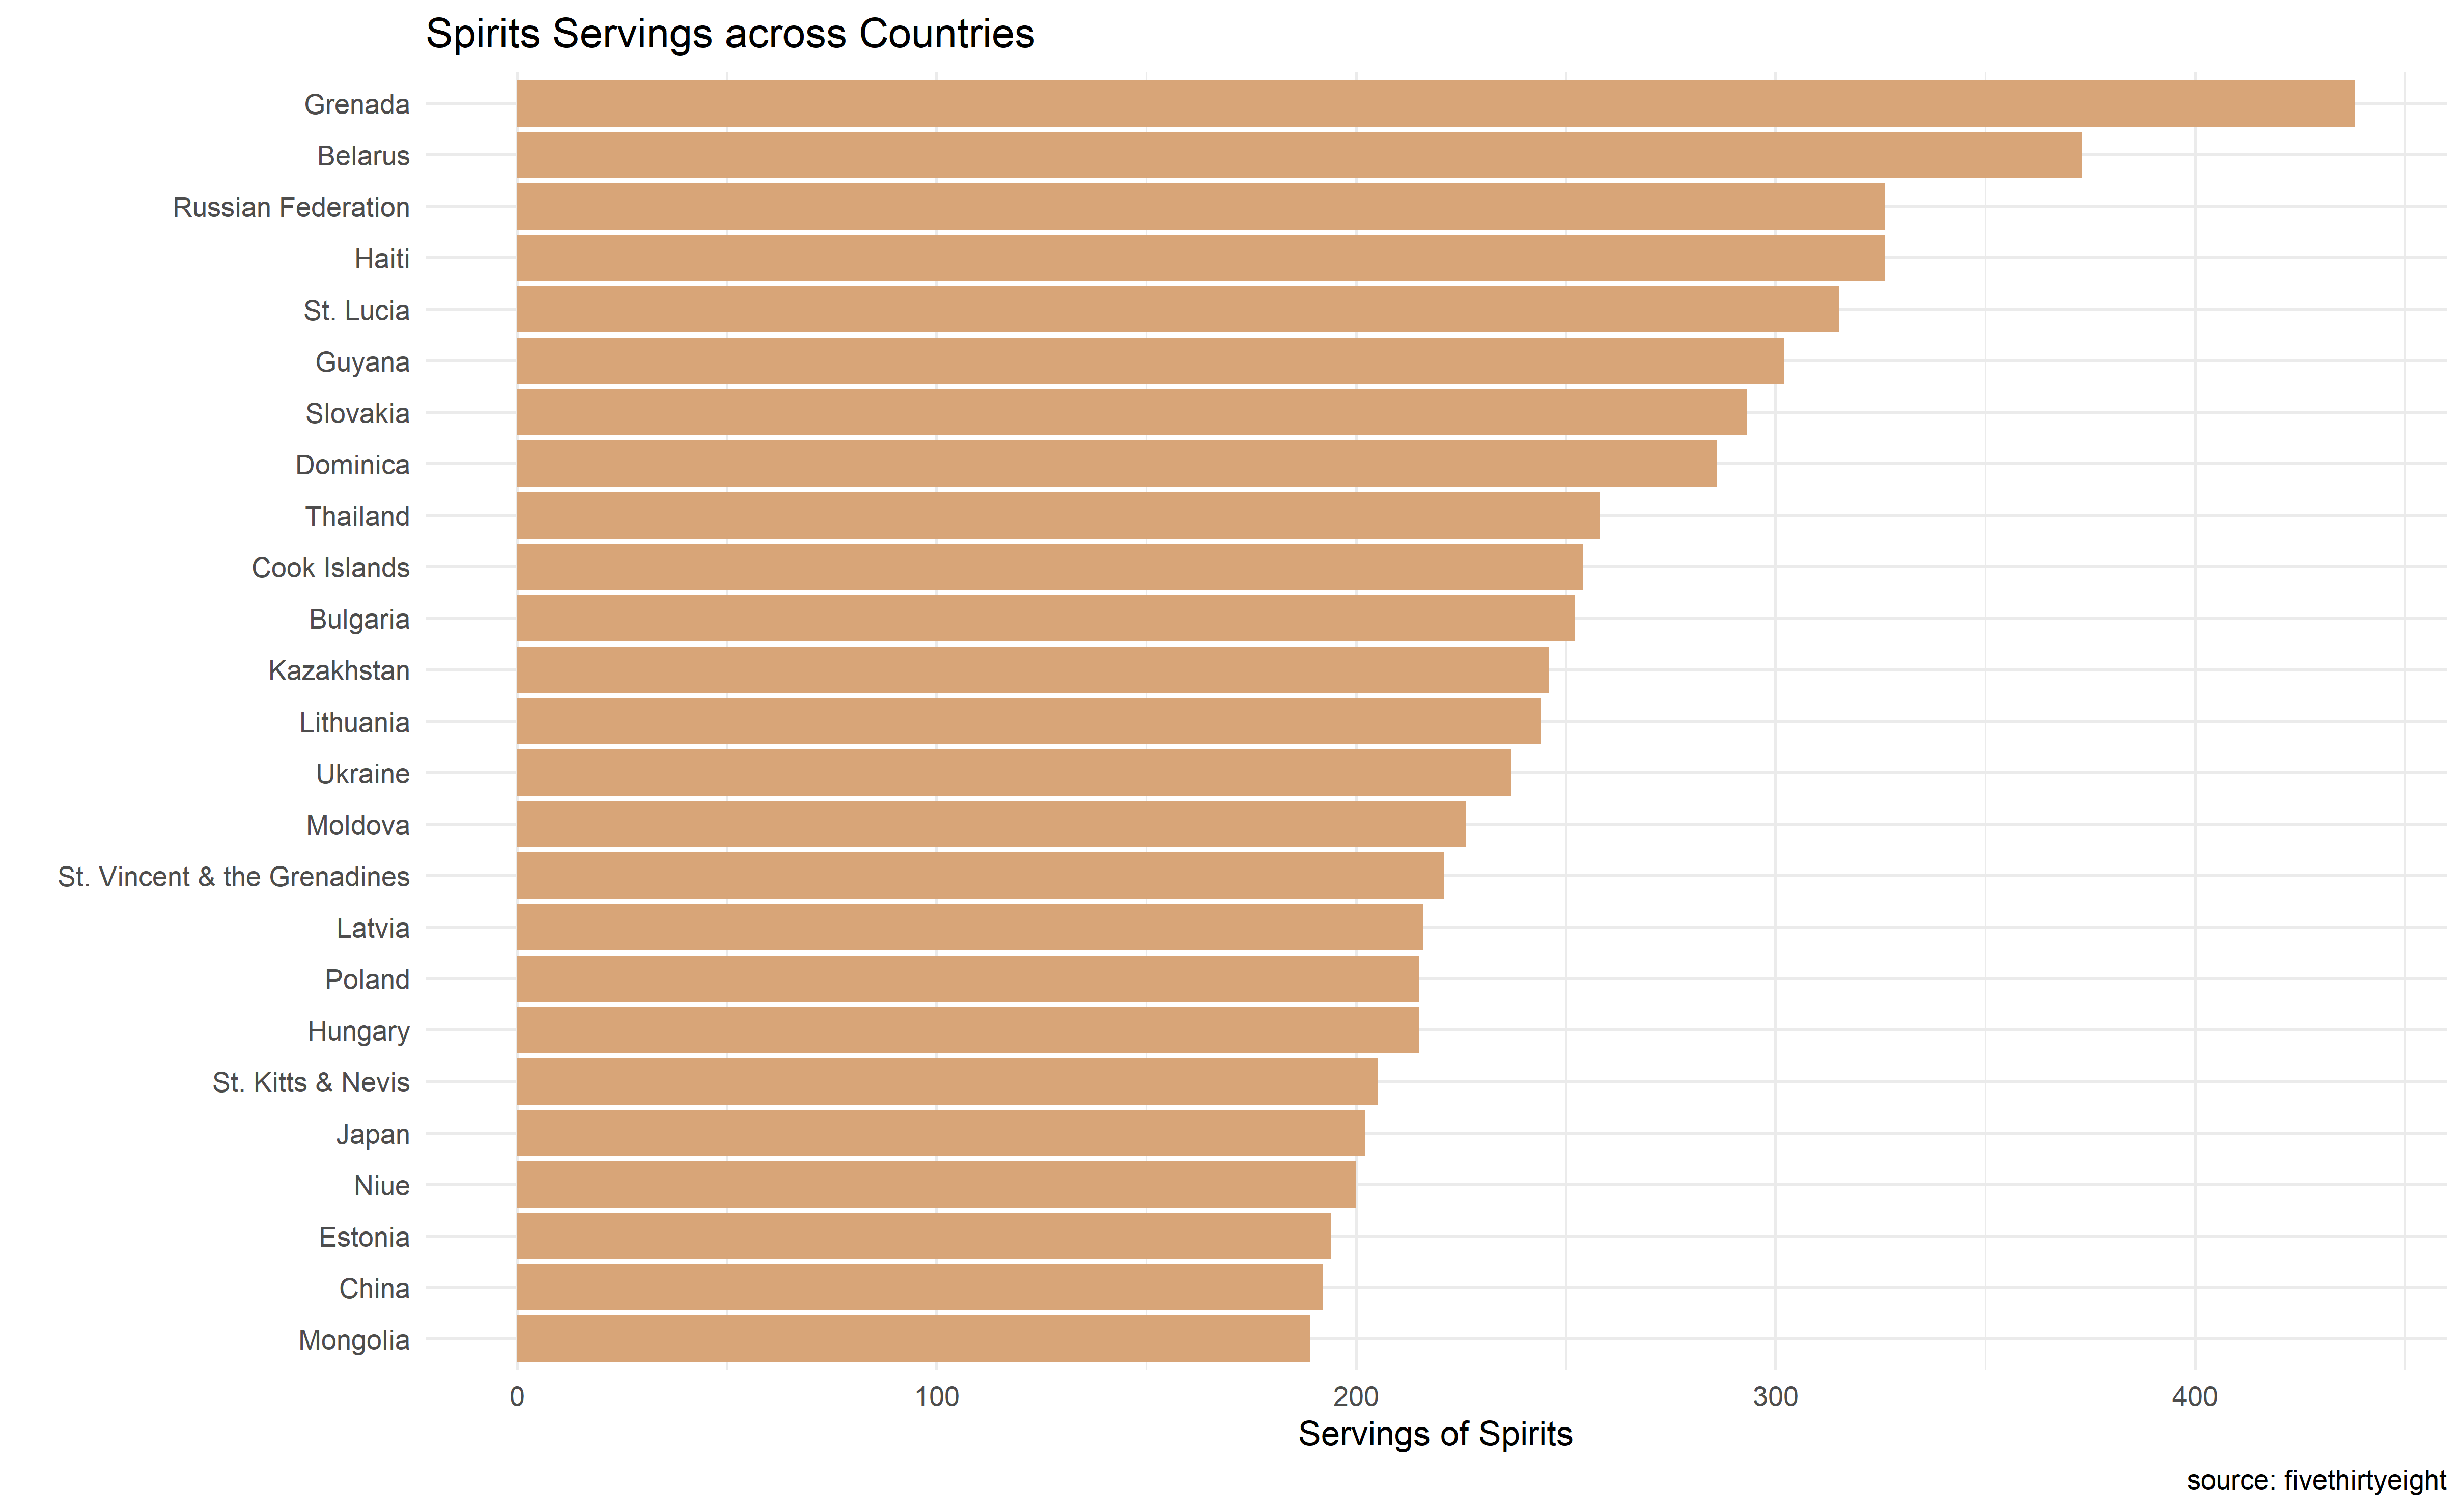 Spirits Servings across Countries
Grenada
Belarus
Russian Federation
Haiti
St. Lucia
Guyana
Slovakia
Dominica
Thailand
Cook Islands
Bulgaria
Kazakhstan
Lithuania
Ukraine
Moldova
St. Vincent & the Grenadines
Latvia
Poland
Hungary
St. Kitts & Nevis
Japan
Niue
Estonia
China
Mongolia
0 100 200 300 400
Servings of Spirits
source: fivethirtyeight